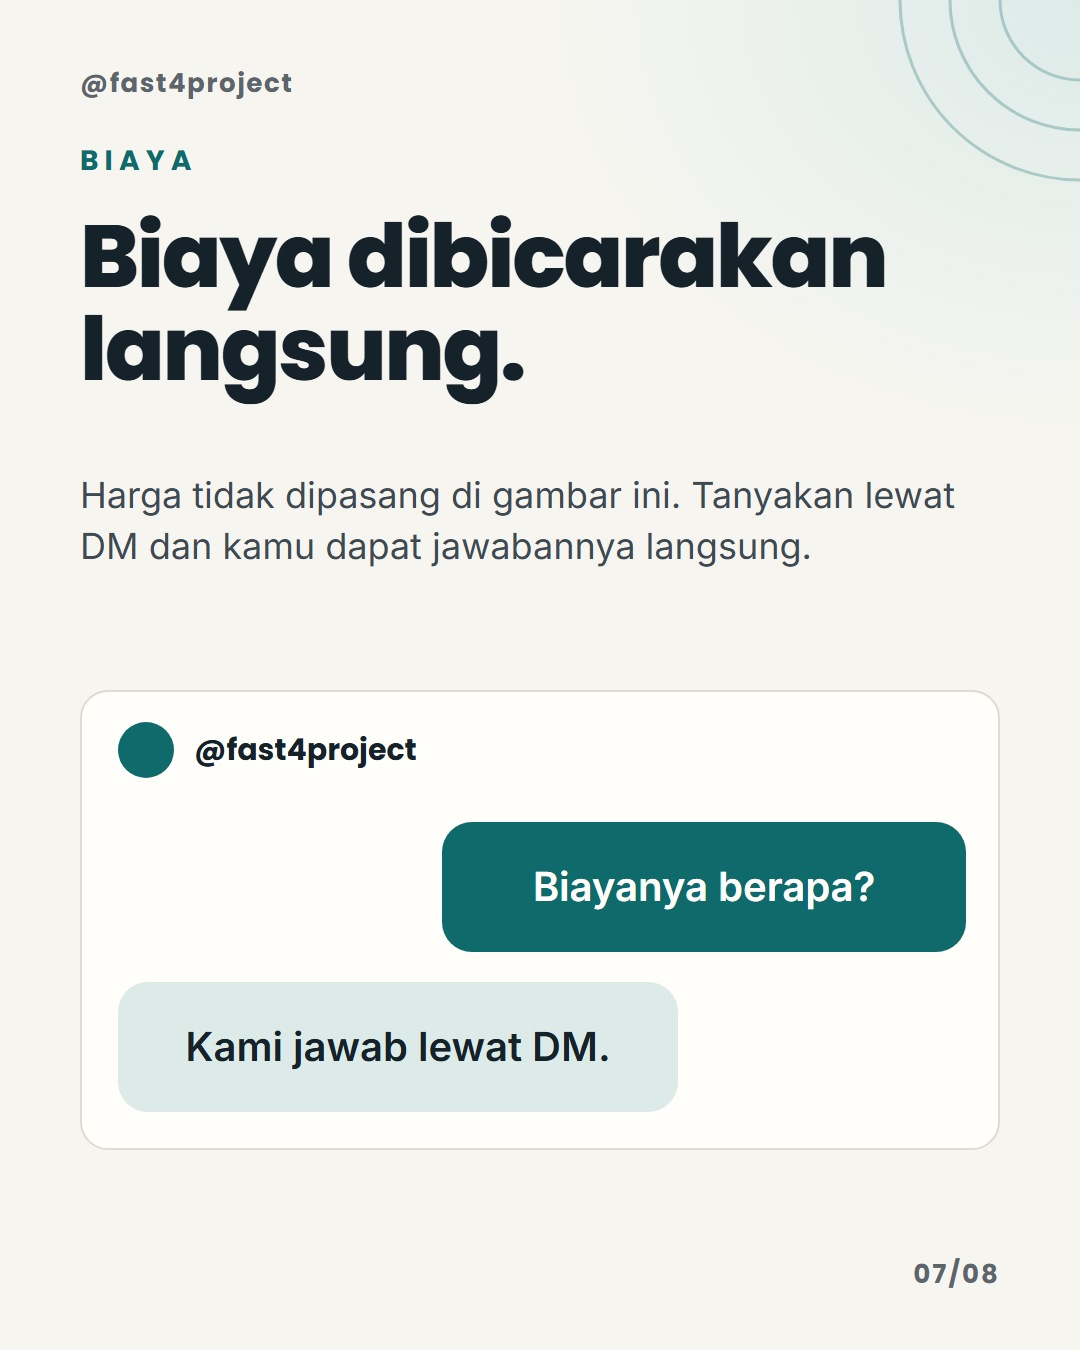 @fast4project
BIAYA
Biaya dibicarakan
langsung.
Harga tidak dipasang di gambar ini. Tanyakan lewat
DM dan kamu dapat jawabannya langsung.
@fast4project
Biayanya berapa?
Kami jawab lewat DM.
07/08